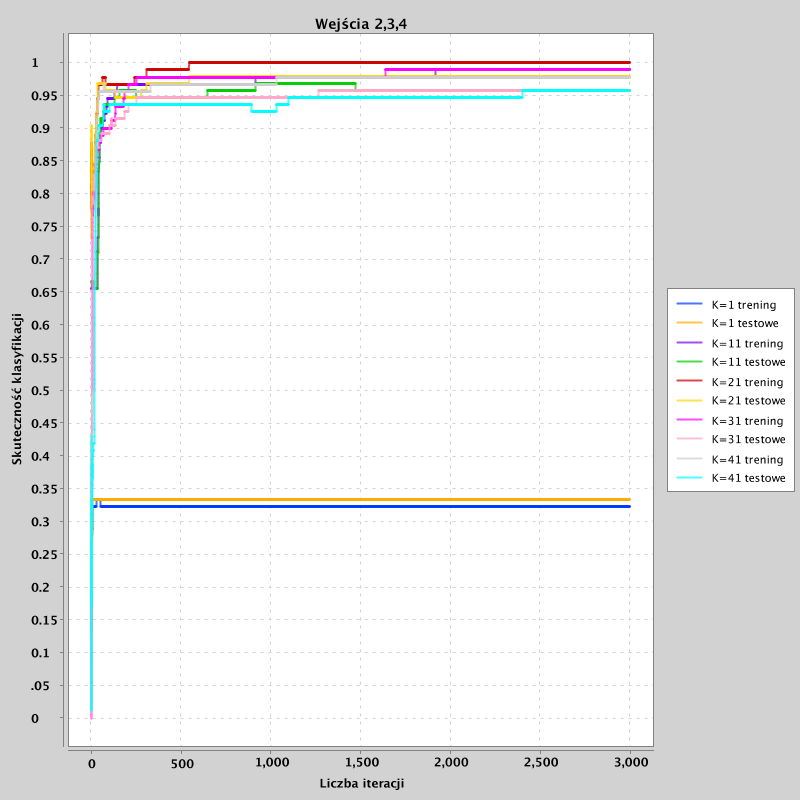 Wejścia 2,3,4
Skuteczność klasyfikacji
1
0.95
0.9
0.85
0.8
0.75
0.7
0.65
0.6
0.55
0.5
0.45
0.4
0.35
0.3
0.25
0.2
0.15
0.1
.05
0
0 500 1,000 1,500 2,000 2,500 3,000
Liczba iteracji
K=1 trening
K=1 testowe
K=11 trening
K=11 testowe
K=21 trening
K=21 testowe
K=31 trening
K=31 testowe
K=41 trening
K=41 testowe